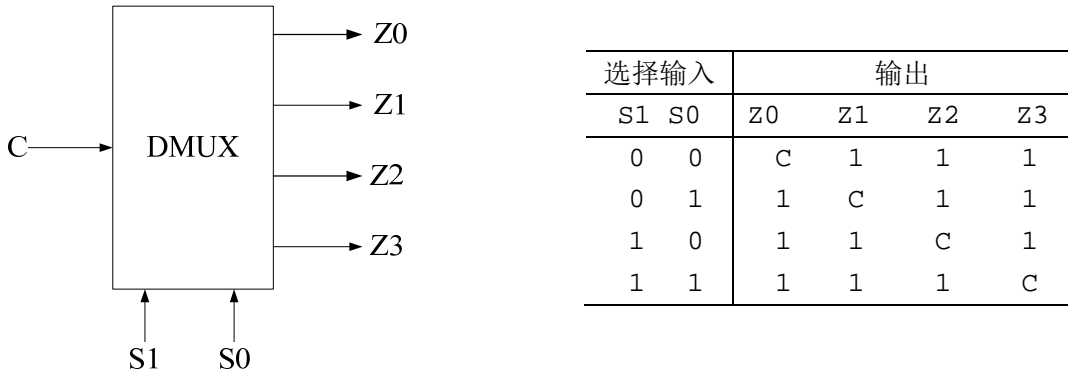 Z0
Z1
C DMUX
Z2
Z3
S1 S0
选择输入 输出
S1 S0 Z0 Z1 Z2 Z3
0 0 C 1 1 1
0 1 1 C 1 1
1 0 1 1 C 1
1 1 1 1 1 C